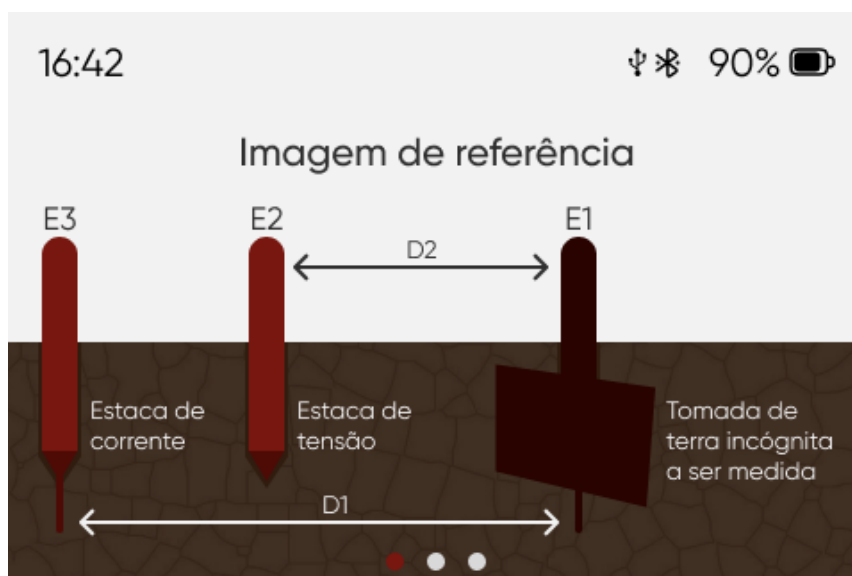 16:42 90%
Imagem de referência
E3 E2 E1
D2
Estaca de
corrente
Estaca de
tensão
Tomada de
terra incógnita
a ser medida
D1